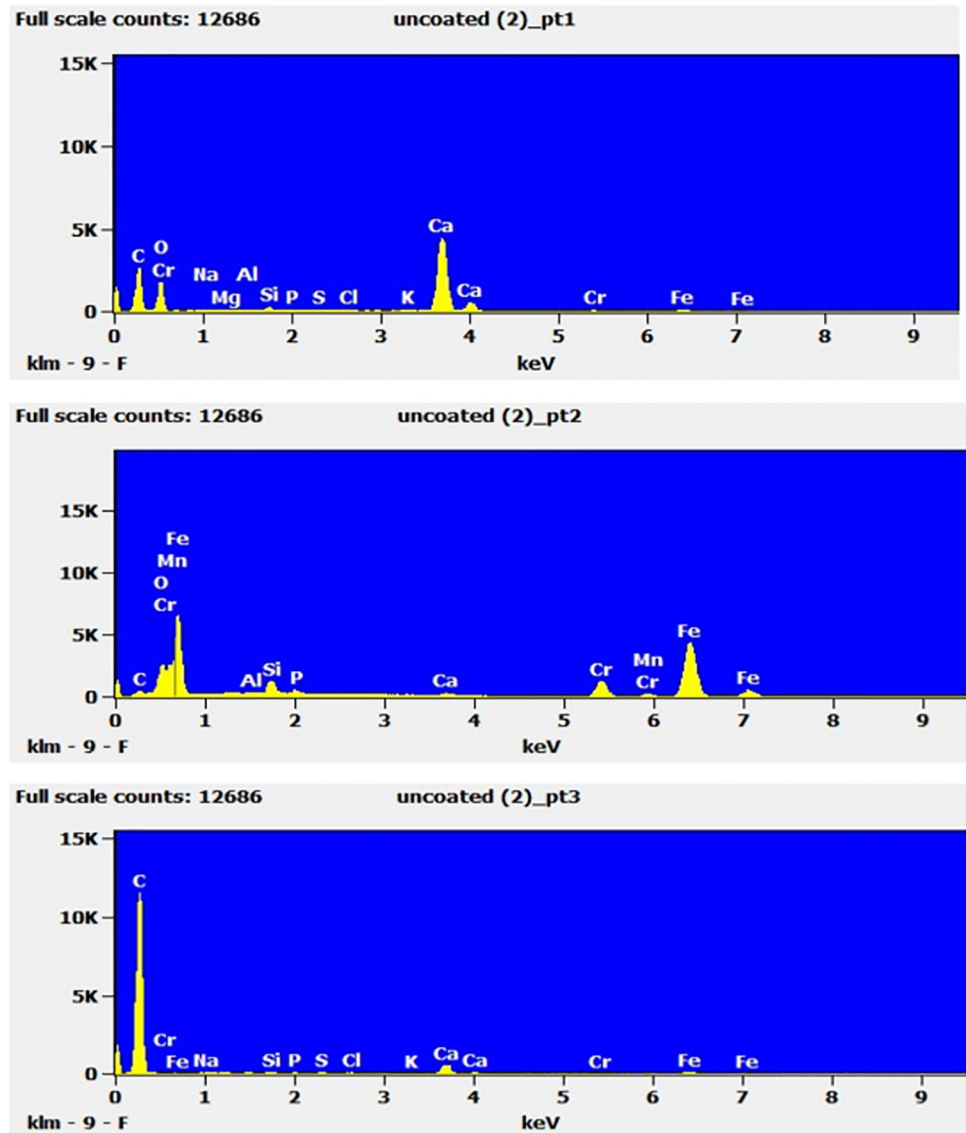 Full scale counts: 12686 uncoated (2)_pt1
15K
10K
5K
0
C
O
Cr
Na
Mg
Al
Si
P
S
Cl
K
Ca
Ca
Cr
Fe
Fe
0 1 2 3 4 5 6 7 8 9
klm - 9 - F keV
Full scale counts: 12686 uncoated (2)_pt2
15K
10K
5K
0
C
Fe
Mn
O
Cr
Al
Si
P
Ca
Cr
Mn
Cr
Fe
Fe
0 1 2 3 4 5 6 7 8 9
klm - 9 - F keV
Full scale counts: 12686 uncoated (2)_pt3
15K
10K
5K
0
C
Cr
Fe
Na
Si
P
S
Cl
K
Ca
Ca
Cr
Fe
Fe
0 1 2 3 4 5 6 7 8 9
klm - 9 - F keV